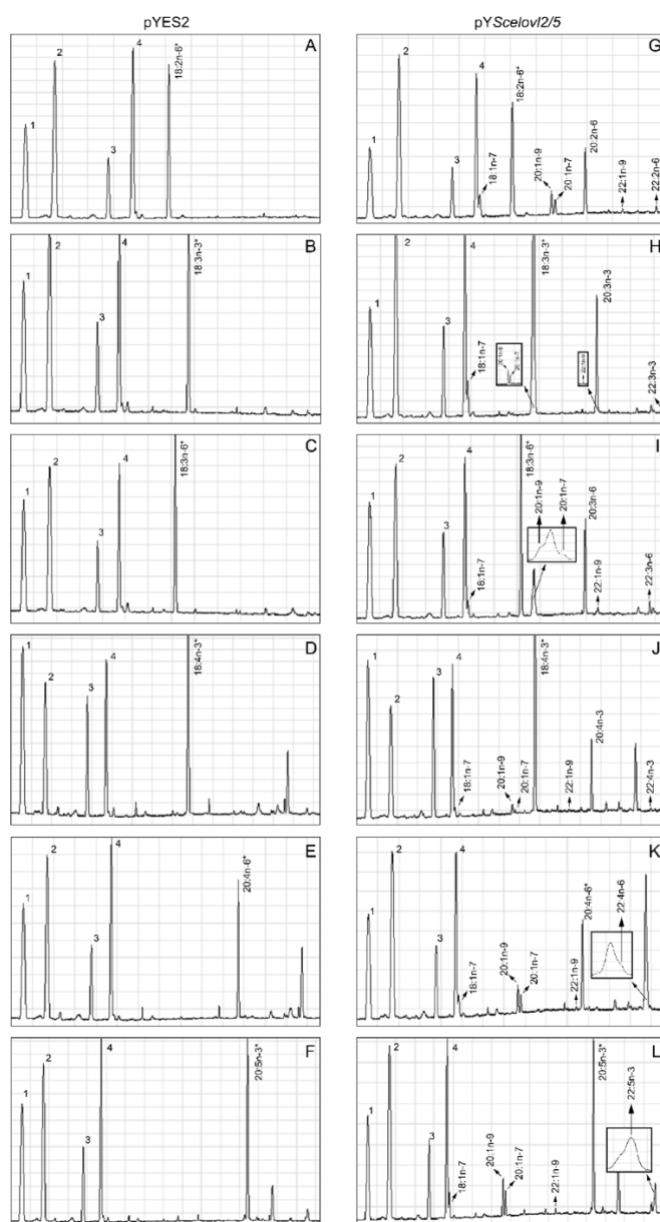 pYES2
pYScelovl2/5
A
1
2
3
4
18:2n-6*
G
1
2
3
4
18:1n-7
18:2n-6*
20:1n-9
20:1n-7
20:2n-6
22:1n-9
22:2n-6
B
1
2
3
4
18:3n-3*
H
1
2
3
4
18:1n-7
20:1n-7
18:3n-3*
22:1n-9
20:3n-3
22:3n-3
C
1
2
3
4
18:3n-6*
I
1
2
3
4
18:1n-7
18:3n-6*
20:1n-9
20:1n-7
20:3n-6
22:1n-9
22:3n-6
D
1
2
3
4
18:4n-3*
J
1
2
3
4
18:1n-7
20:1n-9
20:1n-7
18:4n-3*
22:1n-9
20:4n-3
22:4n-3
E
1
2
3
4
20:4n-6*
K
1
2
3
4
18:1n-7
20:1n-9
20:1n-7
22:1n-9
20:4n-6*
22:4n-6
F
1
2
3
4
20:5n-3*
L
1
2
3
4
18:1n-7
20:1n-9
20:1n-7
22:1n-9
20:5n-3*
22:5n-3